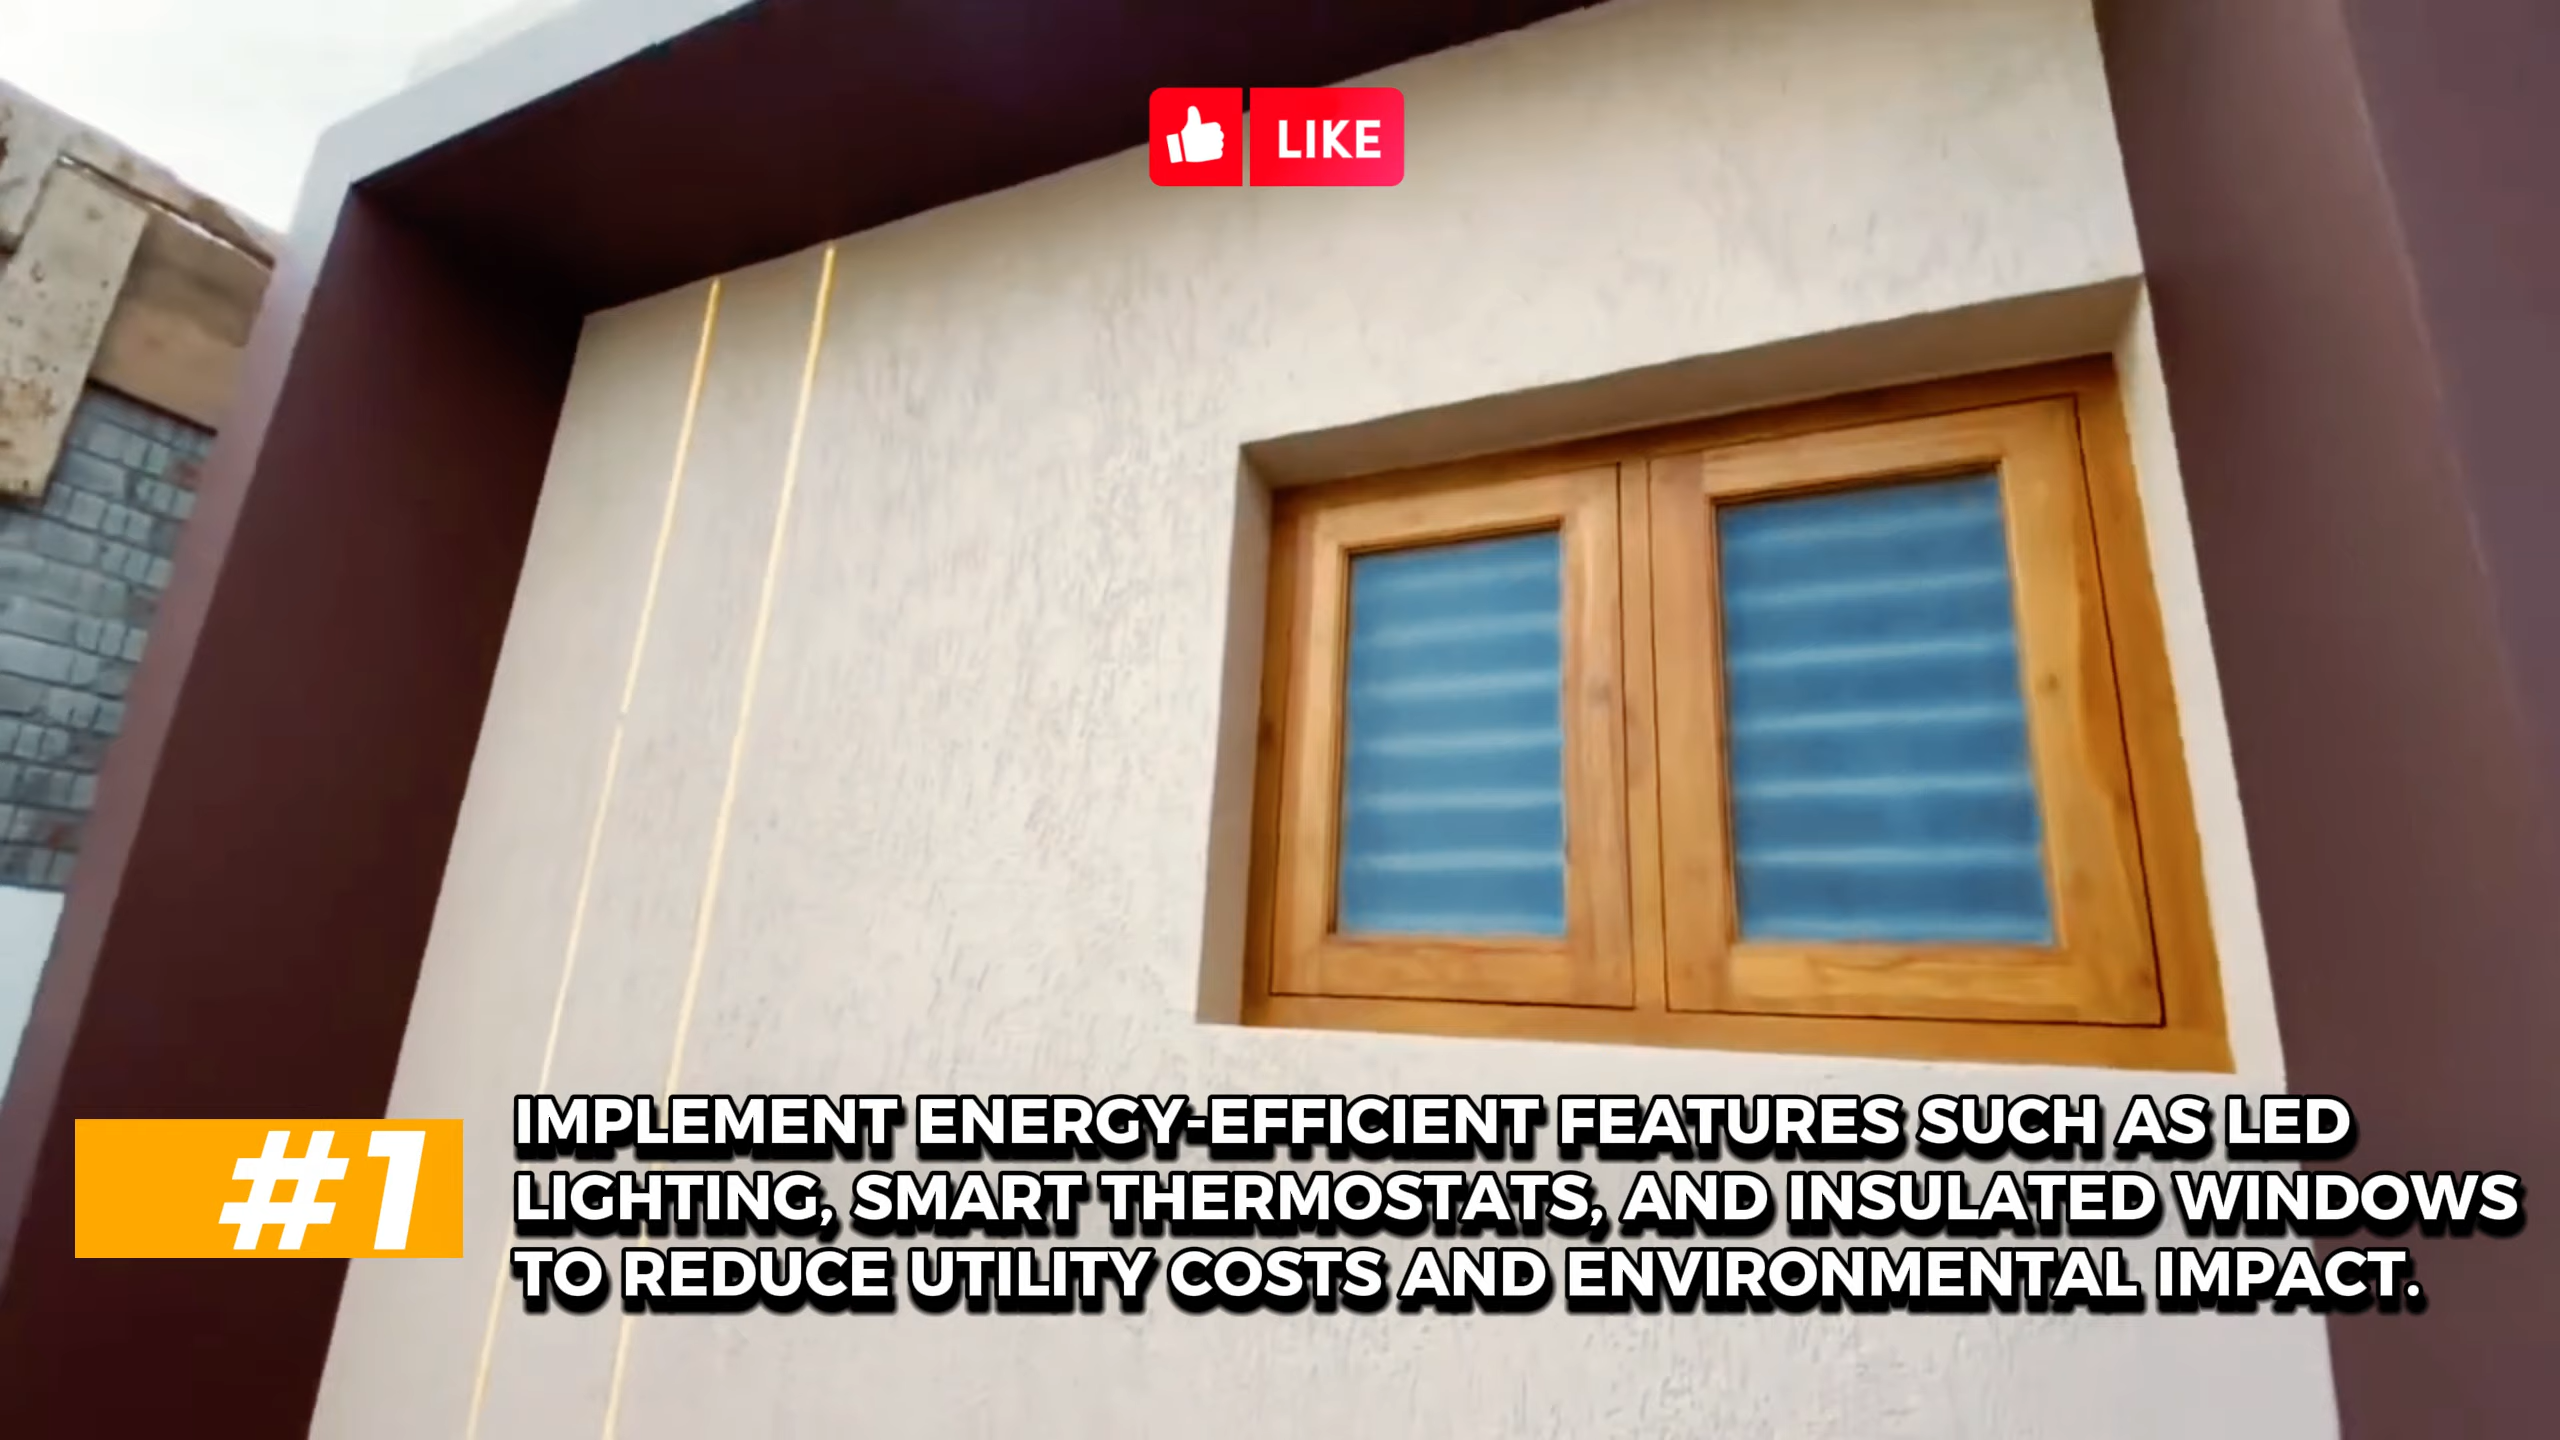 LIKE
#1
IMPLEMENT ENERGY-EFFICIENT FEATURES SUCH AS LED
LIGHTING, SMART THERMOSTATS, AND INSULATED WINDOWS
TO REDUCE UTILITY COSTS AND ENVIRONMENTAL IMPACT.